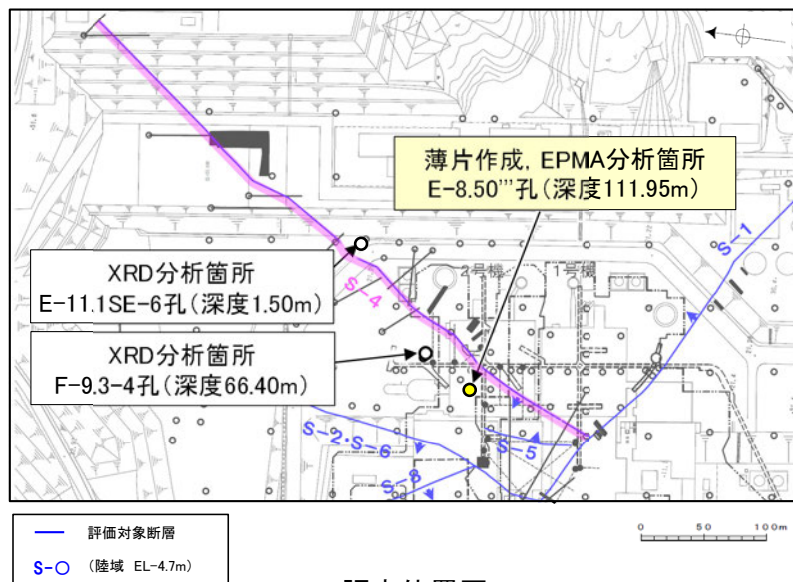 薄片作成, EPMA分析箇所
E-8.50'''孔(深度111.95m)
S-1
XRD分析箇所
E-11.1SE-6孔(深度1.50m)
S-4
2号機
1号機
XRD分析箇所
F-9.3-4孔(深度66.40m)
S-2・S-6
S-5
S-8
評価対象断層
S-○ (陸域 EL-4.7m)
0 50 100m